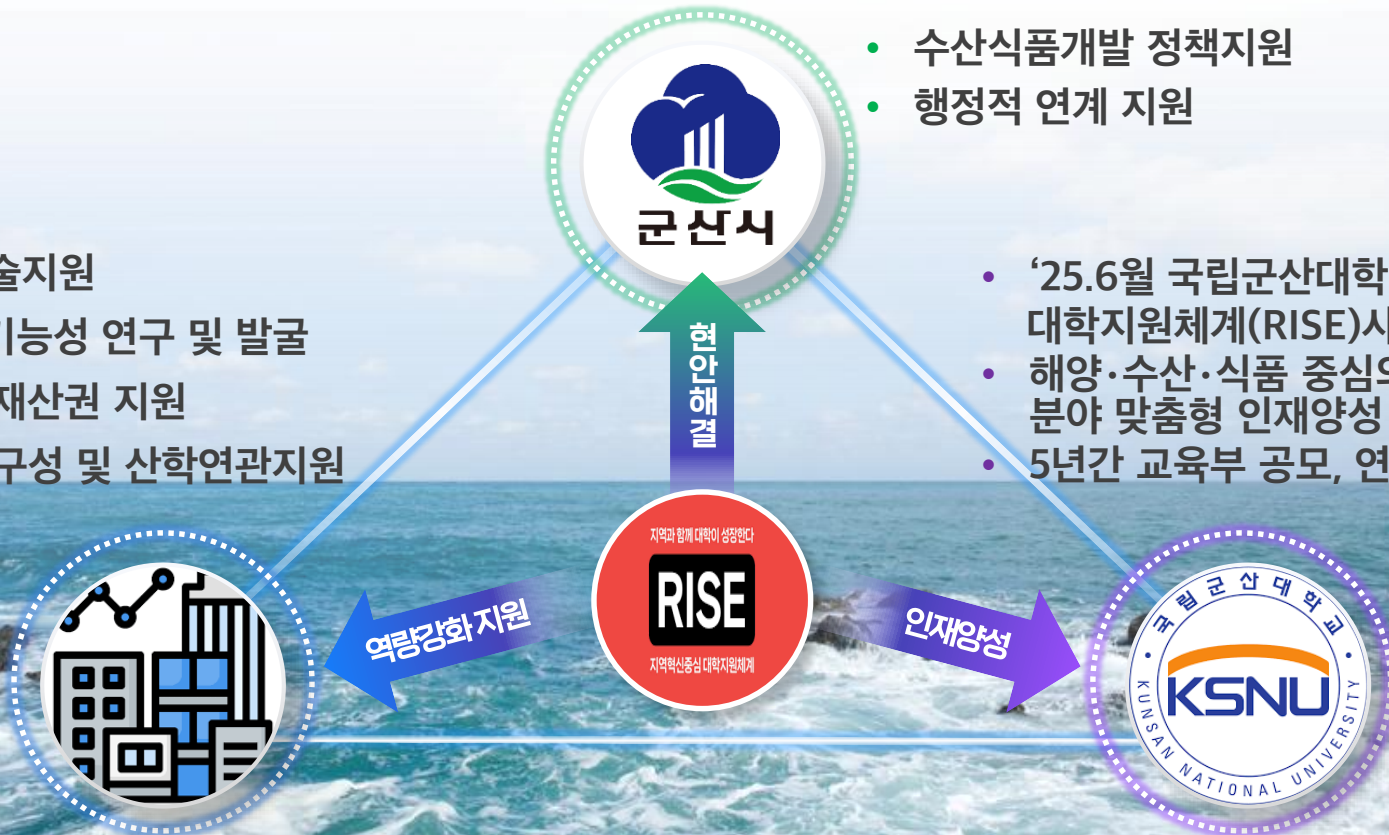 수산식품개발 정책지원
행정적 연계 지원
군산시
술지원
기능성 연구 및 발굴
재산권 지원
구성 및 산학연관지원
‘25.6월 국립군산대학
대학지원체계(RISE)사
해양·수산·식품 중심의
분야 맞춤형 인재양성
5년간 교육부 공모, 연
현안해결
지역과 함께 대학이 성장한다
RISE
지역혁신중심 대학지원체계
역량강화 지원
인재양성
국립군산대학교
KSNU
KUNSAN NATIONAL UNIVERSITY